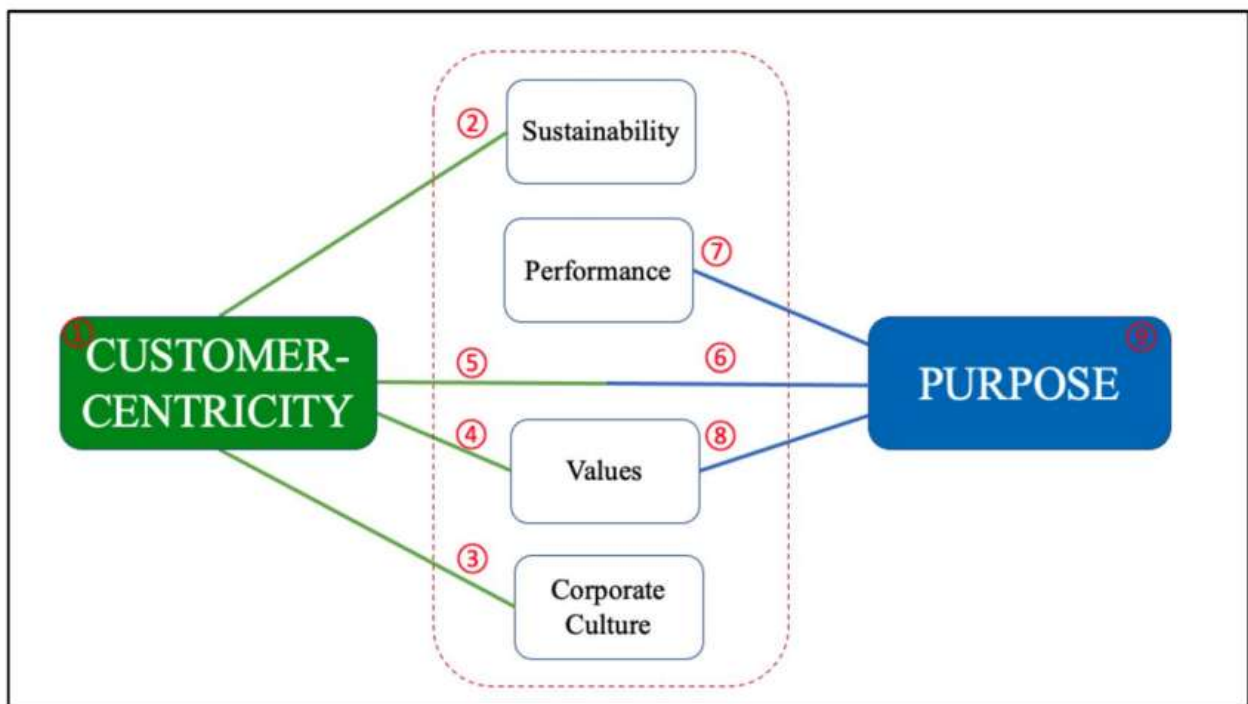 ②
Sustainability
⑦
Performance
①
CUSTOMER-
CENTRICITY
⑤
⑥
⑨
PURPOSE
④
⑧
Values
③
Corporate
Culture